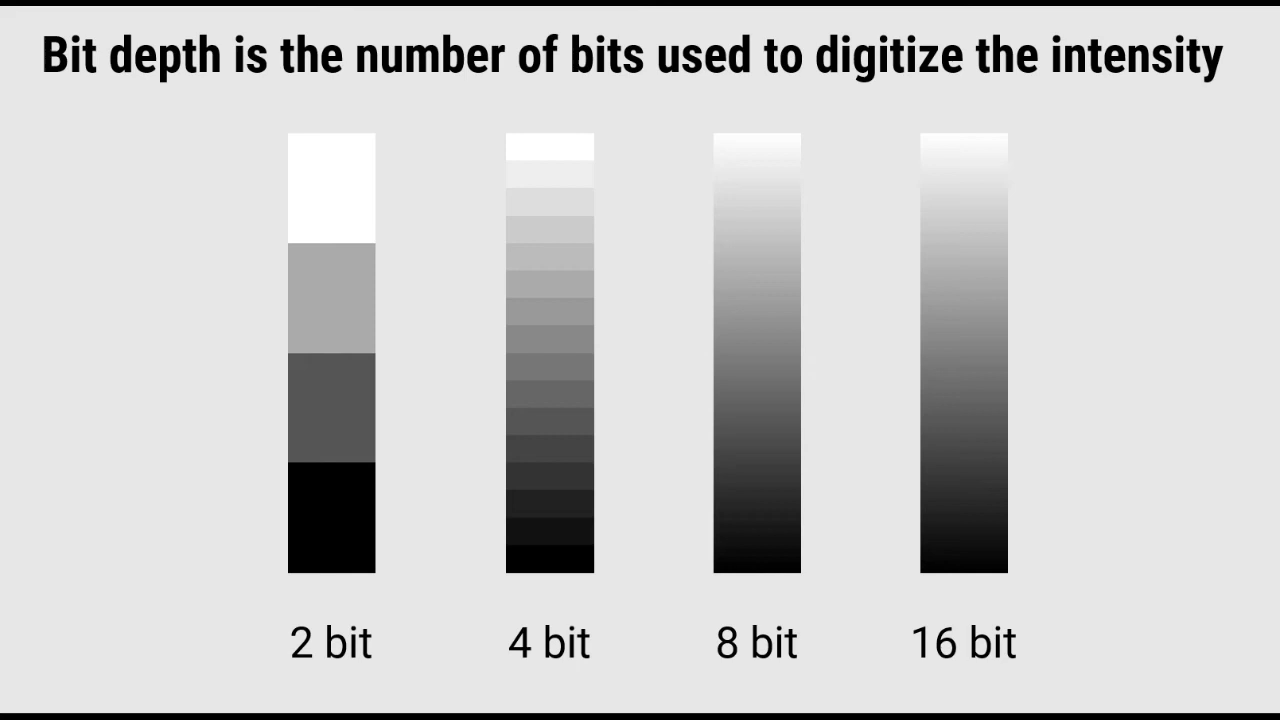 Bit depth is the number of bits used to digitize the intensity
2 bit 4 bit 8 bit 16 bit